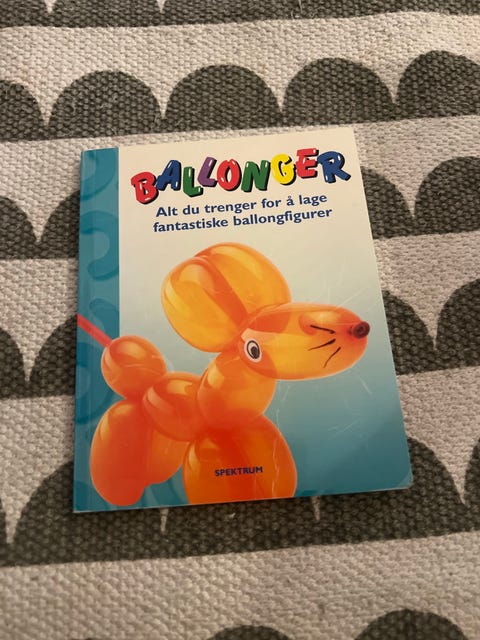 BALLONGER
Alt du trenger for å lage
fantastiske ballongfigurer
SPEKTRUM